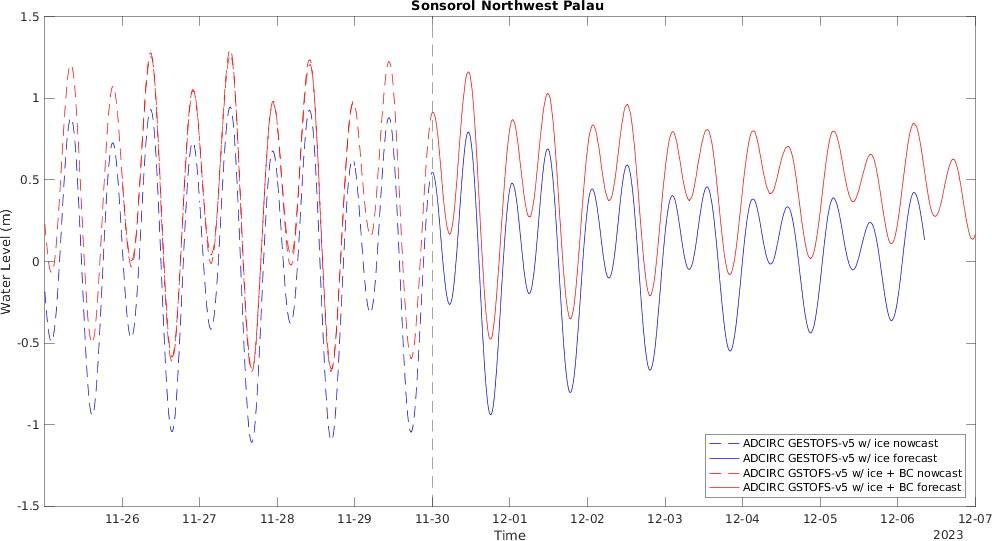 Sonsorol Northwest Palau
1.5
1
0.5
0
-0.5
-1
-1.5
Water Level (m)
11-26
11-27
11-28
11-29
11-30
12-01
12-02
12-03
12-04
12-05
12-06
12-07
Time
2023
ADCIRC GESTOFS-v5 w/ ice nowcast
ADCIRC GESTOFS-v5 w/ ice forecast
ADCIRC GSTOFS-v5 w/ ice + BC nowcast
ADCIRC GSTOFS-v5 w/ ice + BC forecast